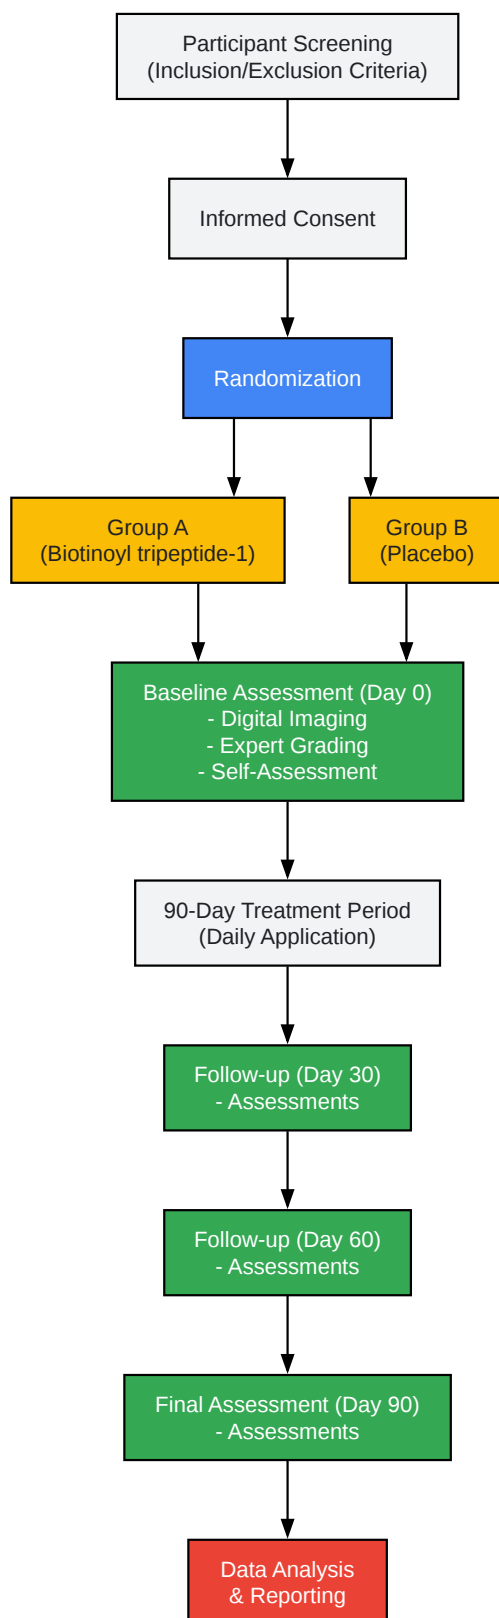 Participant Screening
(Inclusion/Exclusion Criteria)
Informed Consent
Randomization
Group A
(Biotinoyl tripeptide-1)
Group B
(Placebo)
Baseline Assessment (Day 0)
- Digital Imaging
- Expert Grading
- Self-Assessment
90-Day Treatment Period
(Daily Application)
Follow-up (Day 30)
- Assessments
Follow-up (Day 60)
- Assessments
Final Assessment (Day 90)
- Assessments
Data Analysis
& Reporting